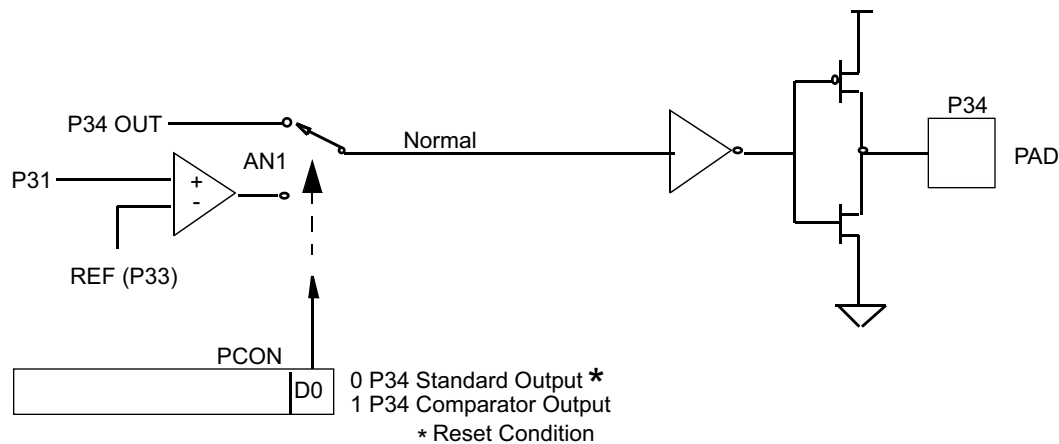 P34
P34 OUT
Normal
PAD
AN1
P31
+
-
REF (P33)
PCON
D0
0 P34 Standard Output *
1 P34 Comparator Output
* Reset Condition